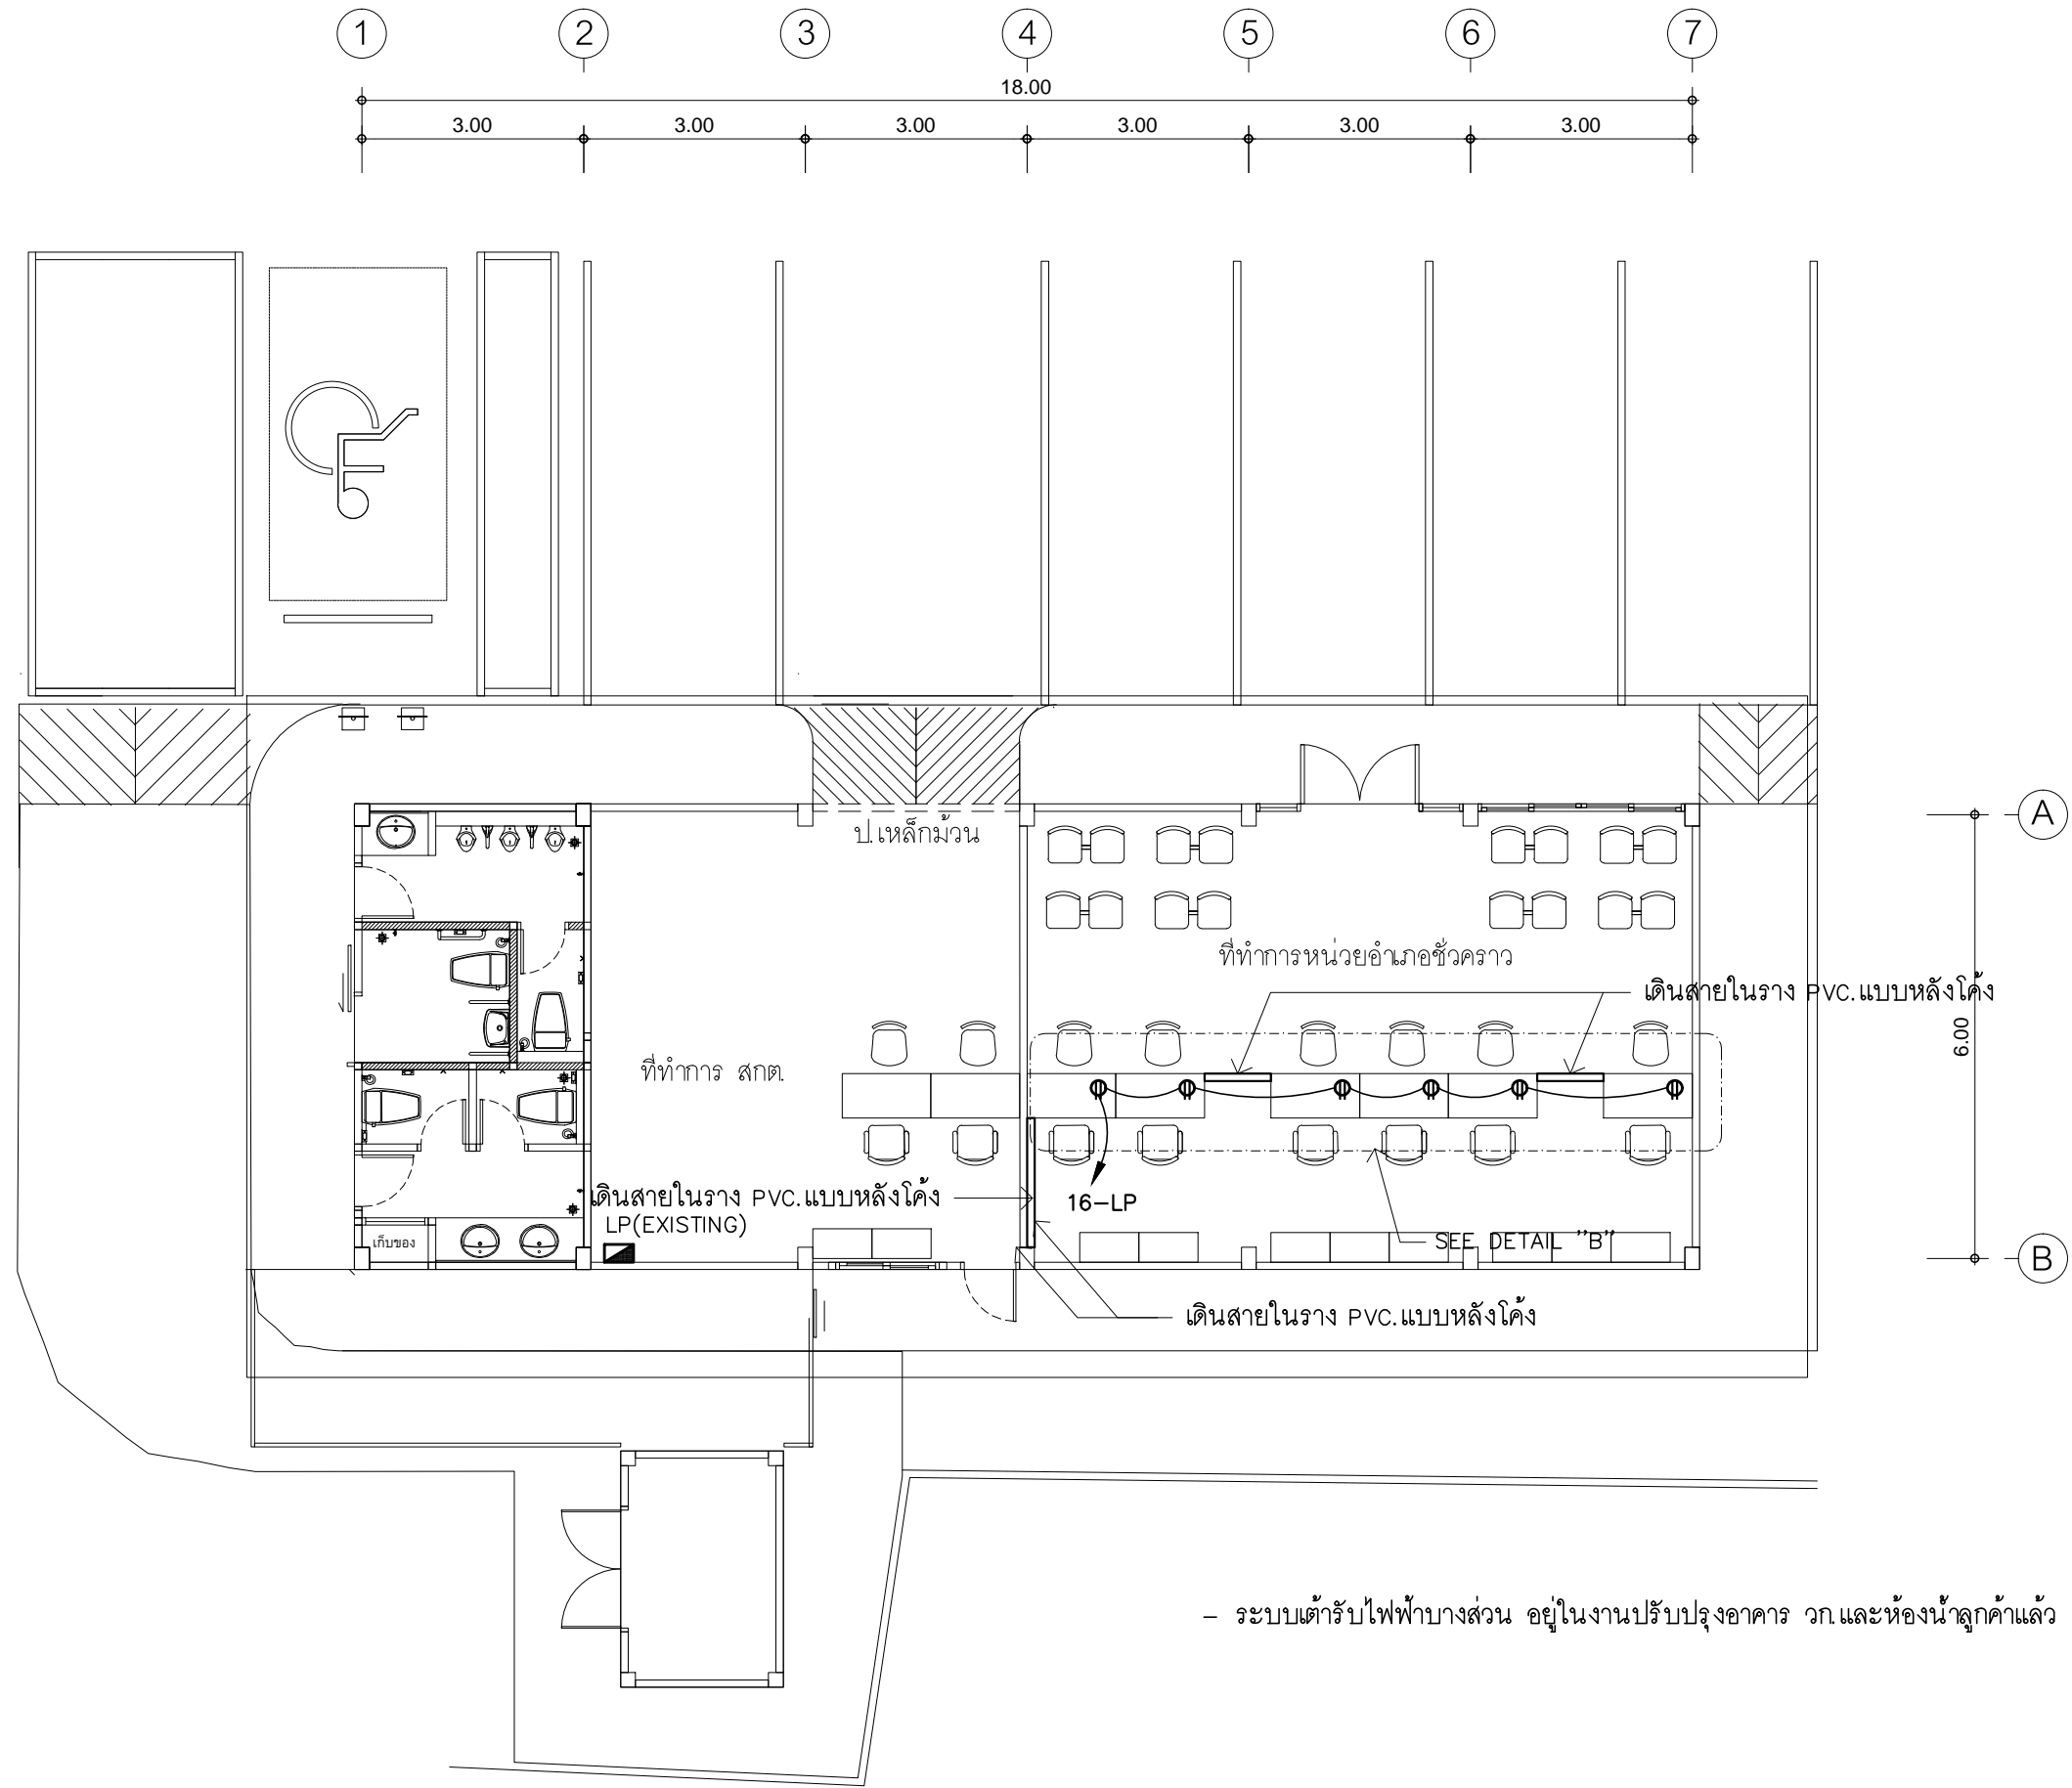 1 2 3 4 5 6 7
18.00
3.00 3.00 3.00 3.00 3.00 3.00
A
ป.เหล็กม้วน
ที่ทำการหน่วยอำเภอชั่วคราว
เดินสายในราง PVC.แบบหลังโค้ง
6.00
ที่ทำการ สกต.
เดินสายในราง PVC.แบบหลังโค้ง
16-LP
LP(EXISTING)
เก็บของ
SEE DETAIL ''B''
B
เดินสายในราง PVC.แบบหลังโค้ง
- ระบบเต้ารับไฟฟ้าบางส่วน อยู่ในงานปรับปรุงอาคาร วก.และห้องน้ำลูกค้าแล้ว